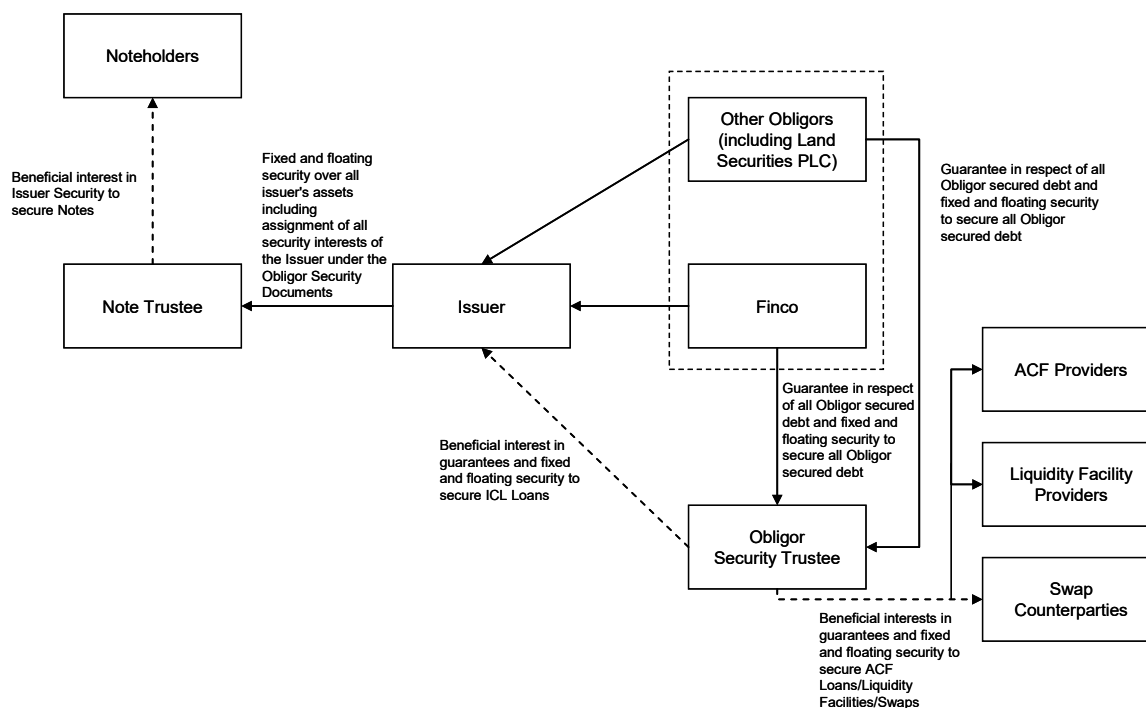 Noteholders
Other Obligors
(including Land
Securities PLC)
Beneficial interest in
Issuer Security to
secure Notes
Fixed and floating
security over all
issuer's assets
including
assignment of all
security interests of
the Issuer under the
Obligor Security
Documents
Guarantee in respect of all
Obligor secured debt and
fixed and floating security
to secure all Obligor
secured debt
Note Trustee
Issuer
Finco
ACF Providers
Guarantee in respect
of all Obligor secured
debt and fixed and
floating security to
secure all Obligor
secured debt
Beneficial interest in
guarantees and fixed
and floating security to
secure ICL Loans
Liquidity Facility
Providers
Obligor
Security Trustee
Swap
Counterparties
Beneficial interests in
guarantees and fixed
and floating security to
secure ACF
Loans/Liquidity
Facilities/Swaps